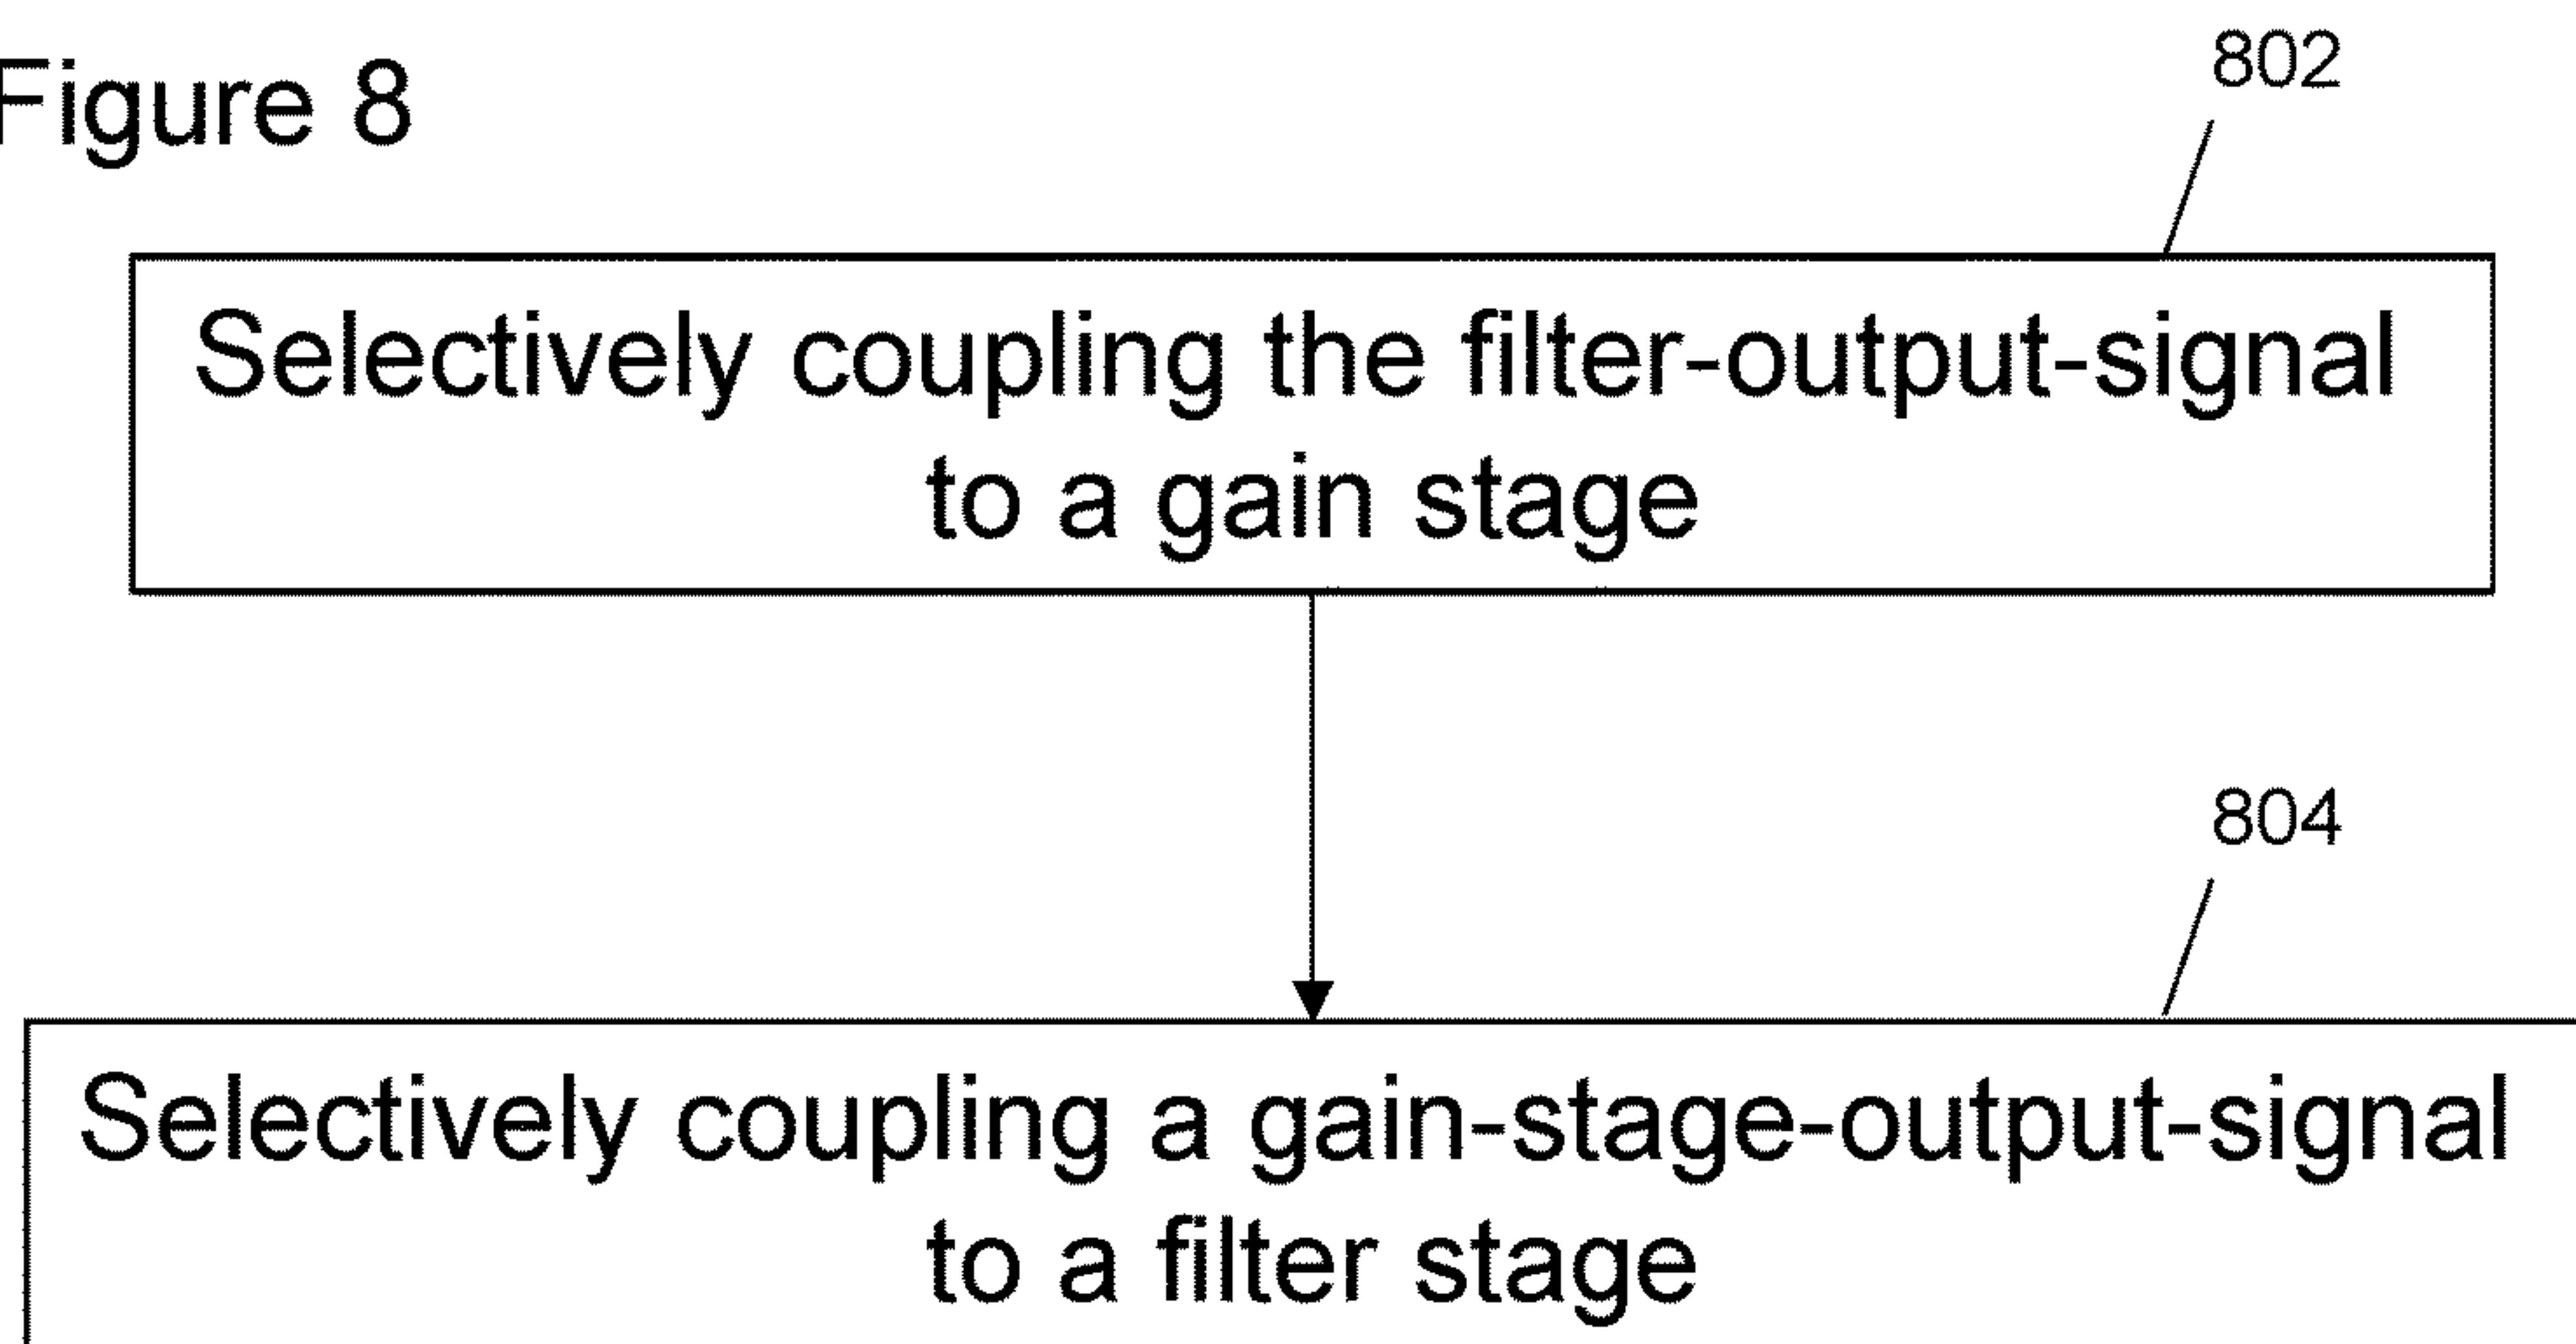 Figure 8
802
Selectively coupling the filter-output-signal
to a gain stage
804
Selectively coupling a gain-stage-output-signal
to a filter stage